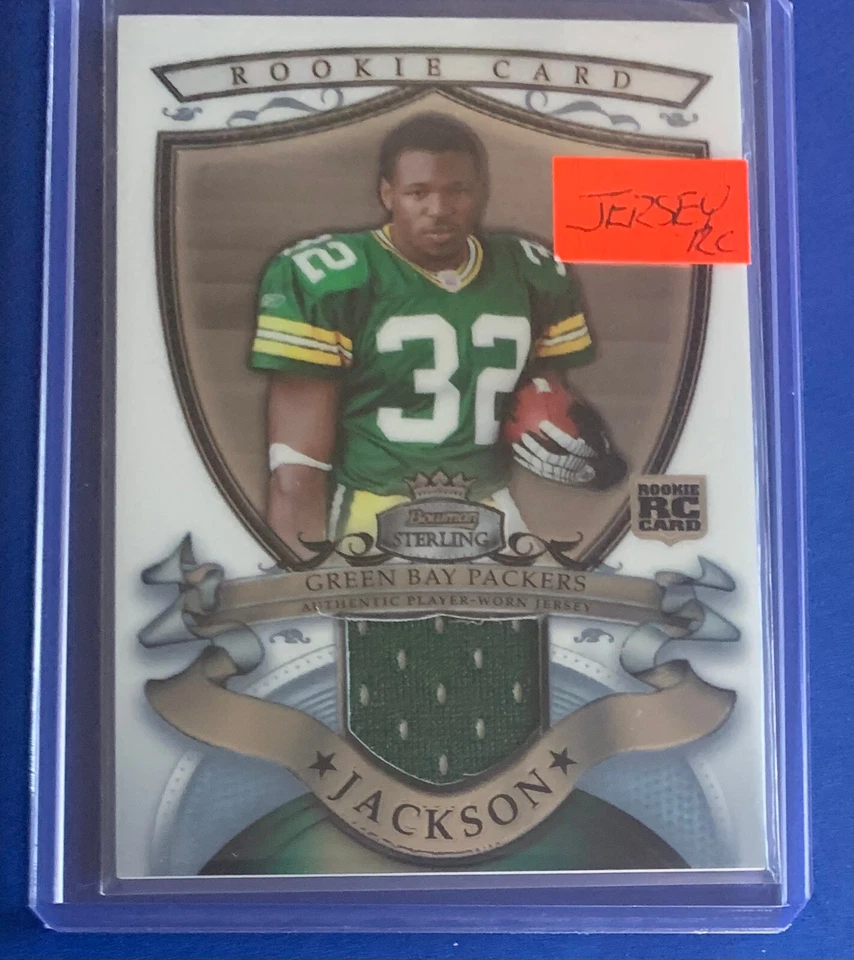 ROOKIE CARD
JERSEY
RC
32
32
32
Bowman
STERLING
ROOKIE
RC
CARD
GREEN BAY PACKERS
AUTHENTIC PLAYER-WORN JERSEY
★JACKSON★